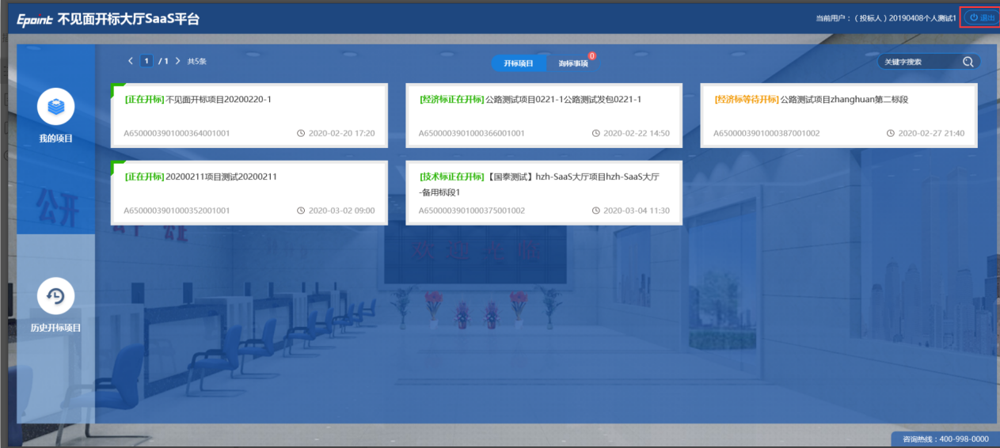 Epoint 不见面开标大厅SaaS平台
当前用户：（投标人）20190408个人测试1
退出
1 / 1 共5条
开标项目
询标事项
0
关键字搜索
我的项目
历史开标项目
[正在开标]不见面开标项目20200220-1
A6500003901000364001001
2020-02-20 17:20
[经济标正在开标]公路测试项目0221-1公路测试发包0221-1
A6500003901000366001001
2020-02-22 14:50
[经济标等待开标]公路测试项目zhanghuan第二标段
A6500003901000387001002
2020-02-27 21:40
[正在开标]20200211项目测试20200211
A6500003901000352001001
2020-03-02 09:00
[技术标正在开标]【国泰测试】hzh-SaaS大厅项目hzh-SaaS大厅
-备用标段1
A6500003901000375001002
2020-03-04 11:30
公开
公平 公正
欢迎光临
咨询热线：400-998-0000